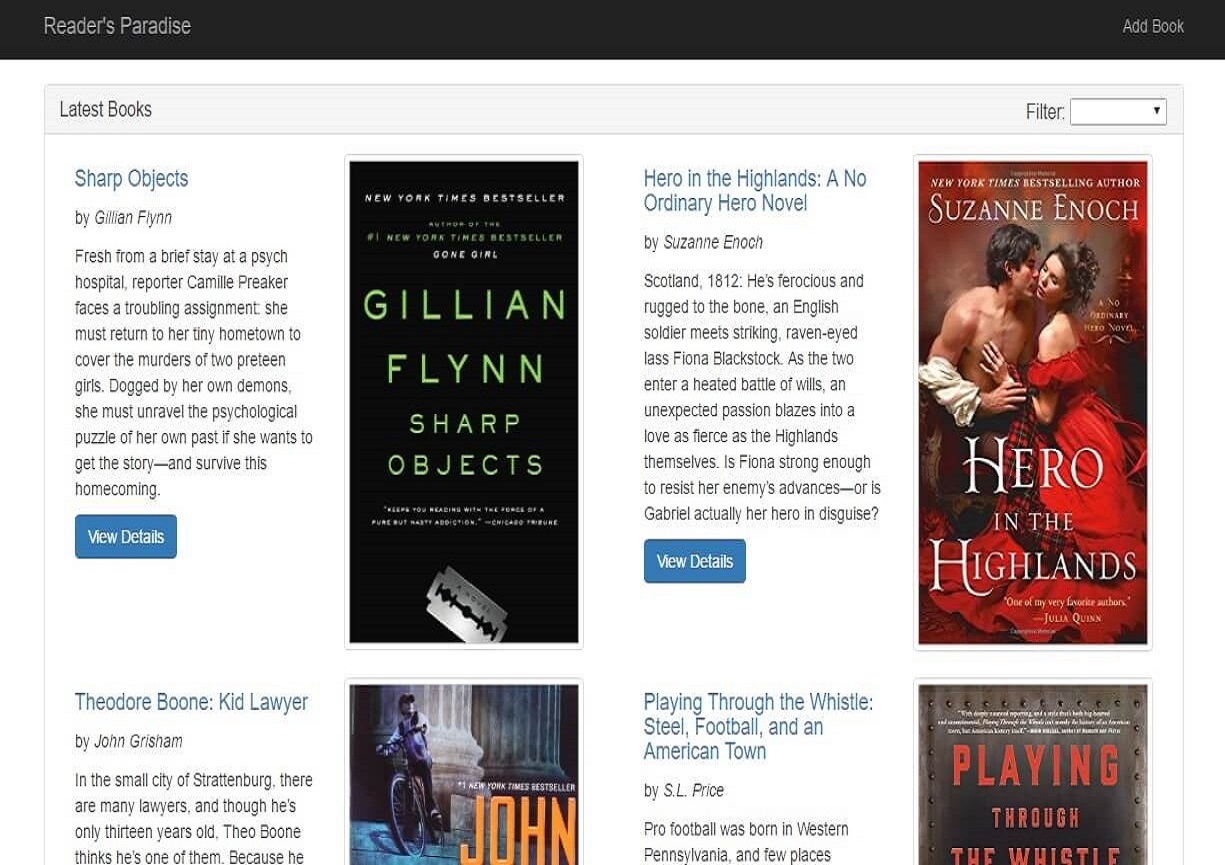 Reader's Paradise
Add Book
Latest Books
Filter:
Sharp Objects
by Gillian Flynn
Fresh from a brief stay at a psych
hospital, reporter Camille Preaker
faces a troubling assignment: she
must return to her tiny hometown to
cover the murders of two preteen
girls. Dogged by her own demons,
she must unravel the psychological
puzzle of her own past if she wants to
get the story—and survive this
homecoming.
View Details
NEW YORK TIMES BESTSELLER
AUTHOR OF THE
#1 NEW YORK TIMES BESTSELLER
GONE GIRL
GILLIAN
FLYNN
SHARP
OBJECTS
"KEEPS YOU READING WITH THE FORCE OF A
PURE BUT NASTY ADDICTION." —CHICAGO TRIBUNE
A NOVEL
Hero in the Highlands: A No
Ordinary Hero Novel
by Suzanne Enoch
Scotland, 1812: He's ferocious and
rugged to the bone, an English
soldier meets striking, raven-eyed
lass Fiona Blackstock. As the two
enter a heated battle of wills, an
unexpected passion blazes into a
love as fierce as the Highlands
themselves. Is Fiona strong enough
to resist her enemy's advances—or is
Gabriel actually her hero in disguise?
View Details
NEW YORK TIMES BESTSELLING AUTHOR
SUZANNE ENOCH
A NO
ORDINARY
HERO NOVEL
HERO
IN THE
HIGHLANDS
"One of my very favorite authors."
—JULIA QUINN
Theodore Boone: Kid Lawyer
by John Grisham
In the small city of Strattenburg, there
are many lawyers, and though he's
only thirteen years old, Theo Boone
thinks he's one of them. Because he
#1 NEW YORK TIMES BESTSELLER
JOHN
Playing Through the Whistle:
Steel, Football, and an
American Town
by S.L. Price
Pro football was born in Western
Pennsylvania, and few places
PLAYING
THROUGH
THE WHISTLE